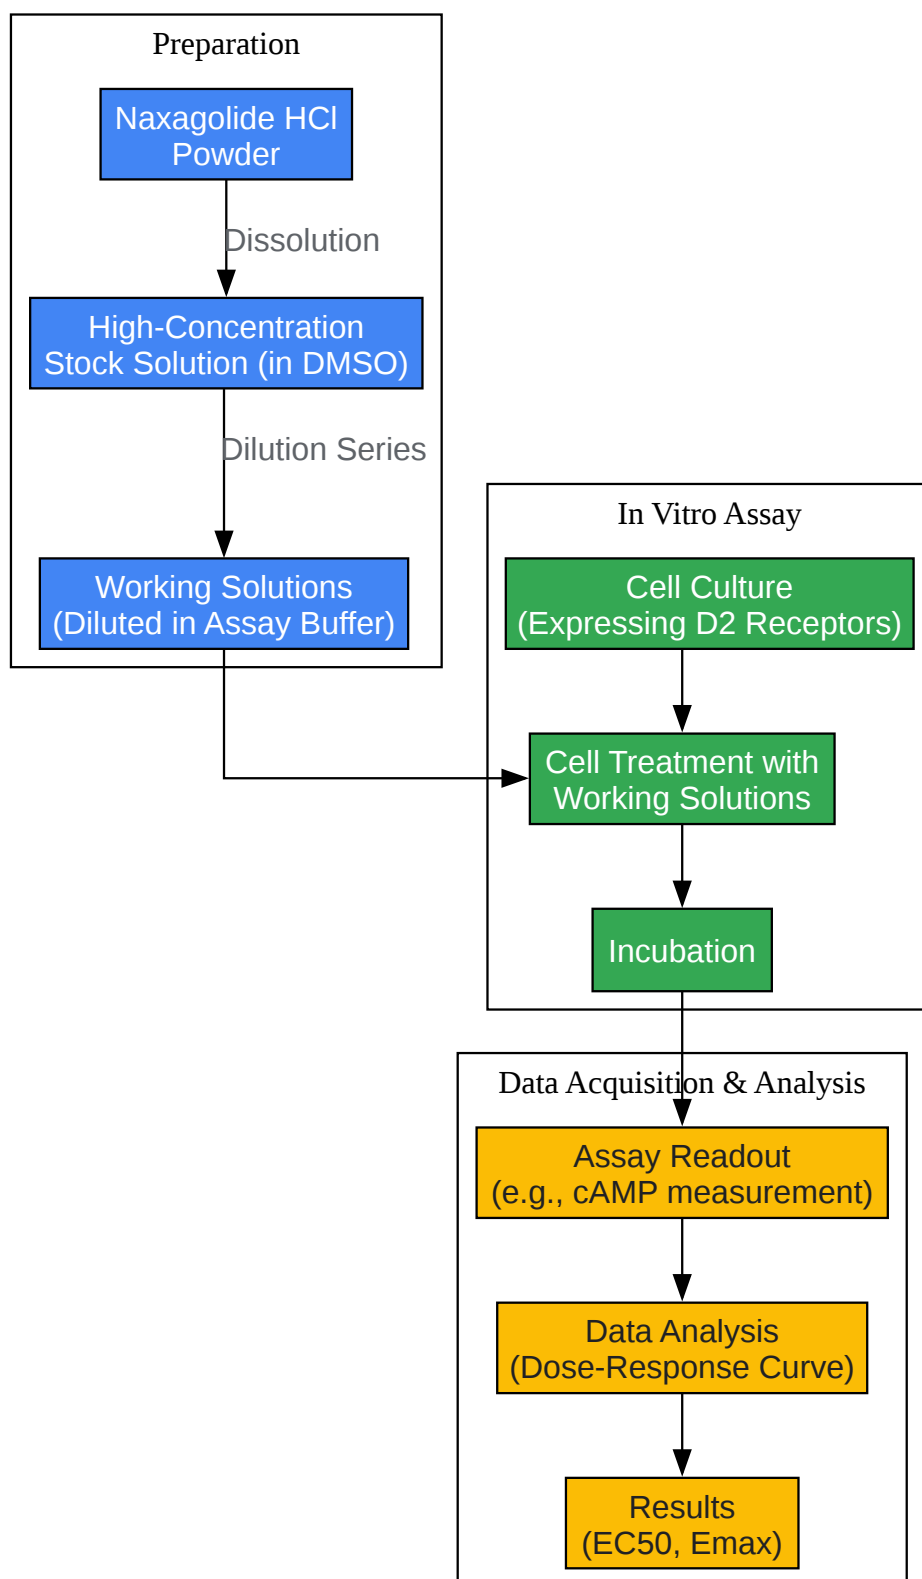 Preparation
Naxagolide HCl
Powder
Dissolution
High-Concentration
Stock Solution (in DMSO)
Dilution Series
Working Solutions
(Diluted in Assay Buffer)
In Vitro Assay
Cell Culture
(Expressing D2 Receptors)
Cell Treatment with
Working Solutions
Incubation
Data Acquisition & Analysis
Assay Readout
(e.g., cAMP measurement)
Data Analysis
(Dose-Response Curve)
Results
(EC50, Emax)